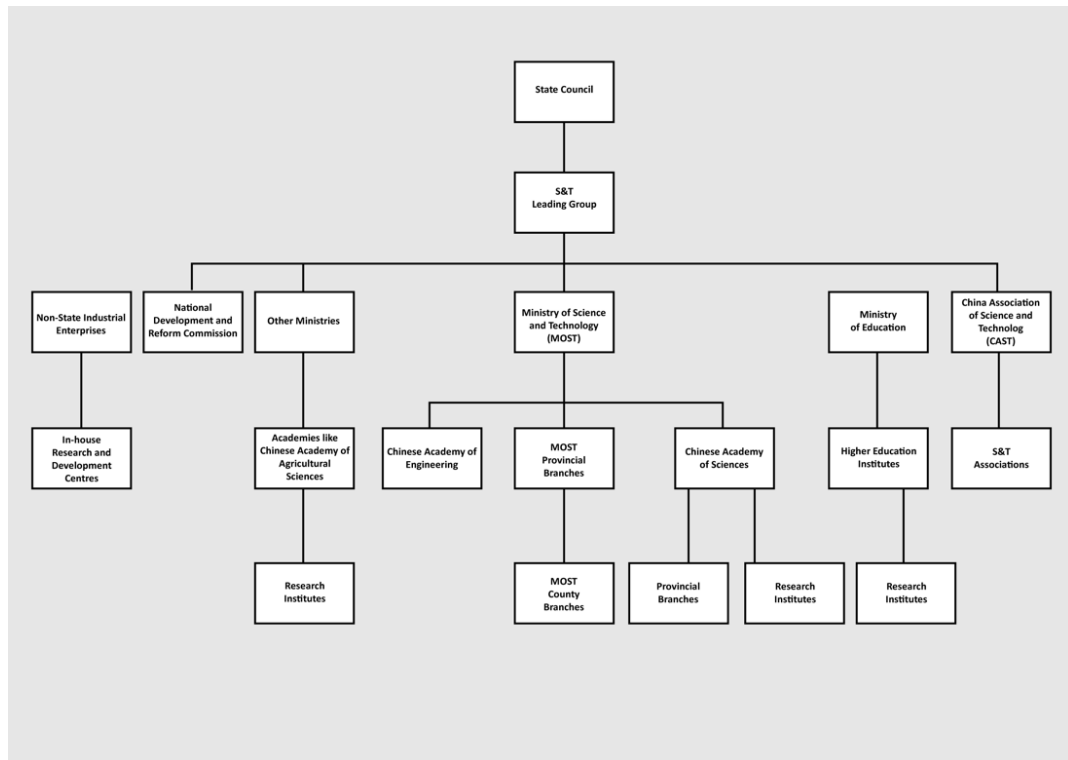 State Council
S&T
Leading Group
Non-State Industrial
Enterprises
National
Development and
Reform Commission
Other Ministries
Ministry of Science
and Technology
(MOST)
Ministry
of Education
China Association
of Science and
Technolog
(CAST)
In-house
Research and
Development
Centres
Academies like
Chinese Academy of
Agricultural
Sciences
Chinese Academy of
Engineering
MOST
Provincial
Branches
Chinese Academy
of Sciences
Higher Education
Institutes
S&T
Associations
Research
Institutes
MOST
County
Branches
Provincial
Branches
Research
Institutes
Research
Institutes